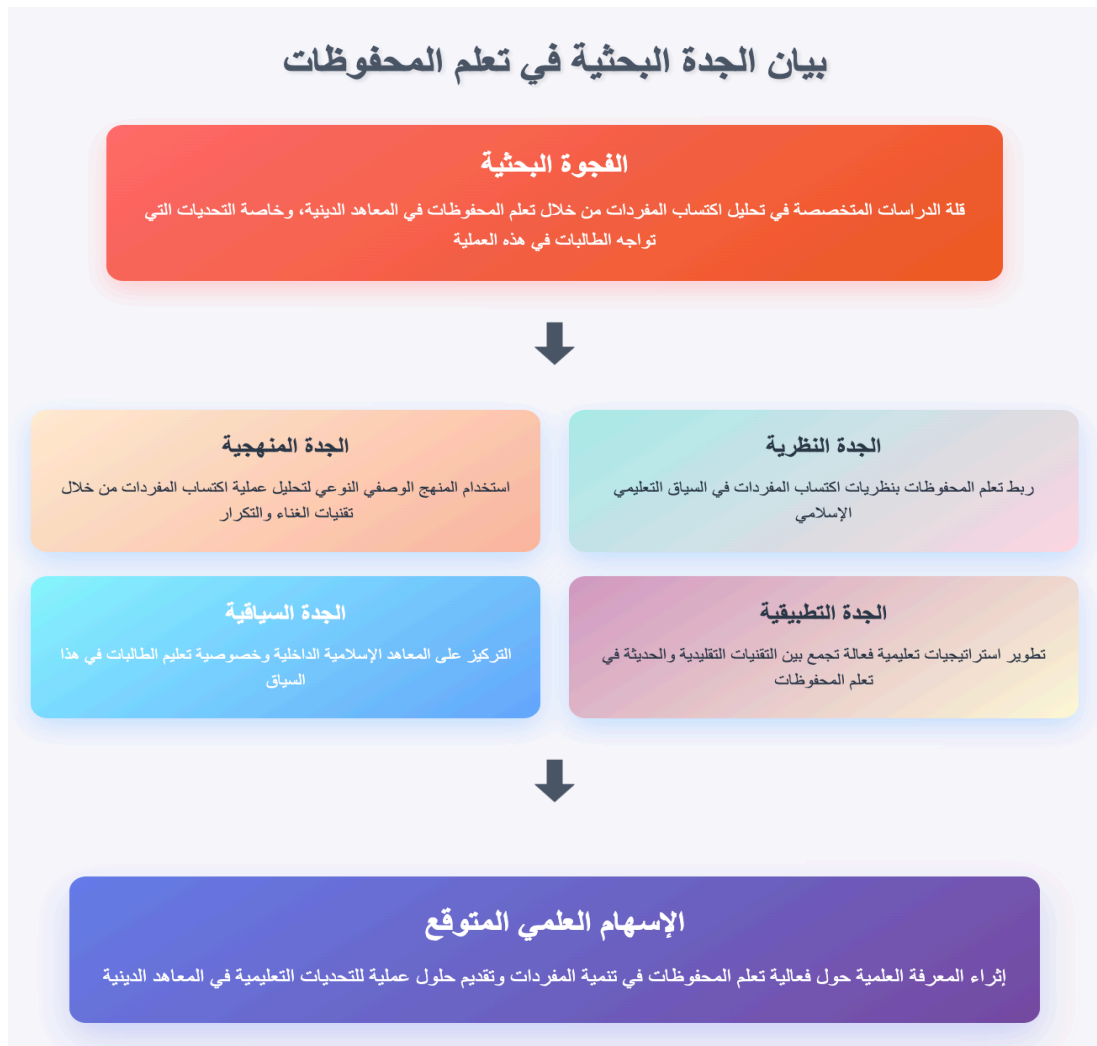 بيان الجدة البحثية في تعلم المحفوظات
الفجوة البحثية
قلة الدراسات المتخصصة في تحليل اكتساب المفردات من خلال تعلم المحفوظات في المعاهد الدينية، وخاصة التحديات التي
تواجه الطالبات في هذه العملية
الجدة النظرية
ربط تعلم المحفوظات بنظريات اكتساب المفردات في السياق التعليمي
الإسلامي
الجدة المنهجية
استخدام المنهج الوصفي النوعي لتحليل عملية اكتساب المفردات من خلال
تقنيات الغناء والتكرار
الجدة التطبيقية
تطوير استراتيجيات تعليمية فعالة تجمع بين التقنيات التقليدية والحديثة في
تعلم المحفوظات
الجدة السياقية
التركيز على المعاهد الإسلامية الداخلية وخصوصية تعليم الطالبات في هذا
السياق
الإسهام العلمي المتوقع
إثراء المعرفة العلمية حول فعالية تعلم المحفوظات في تنمية المفردات وتقديم حلول عملية للتحديات التعليمية في المعاهد الدينية